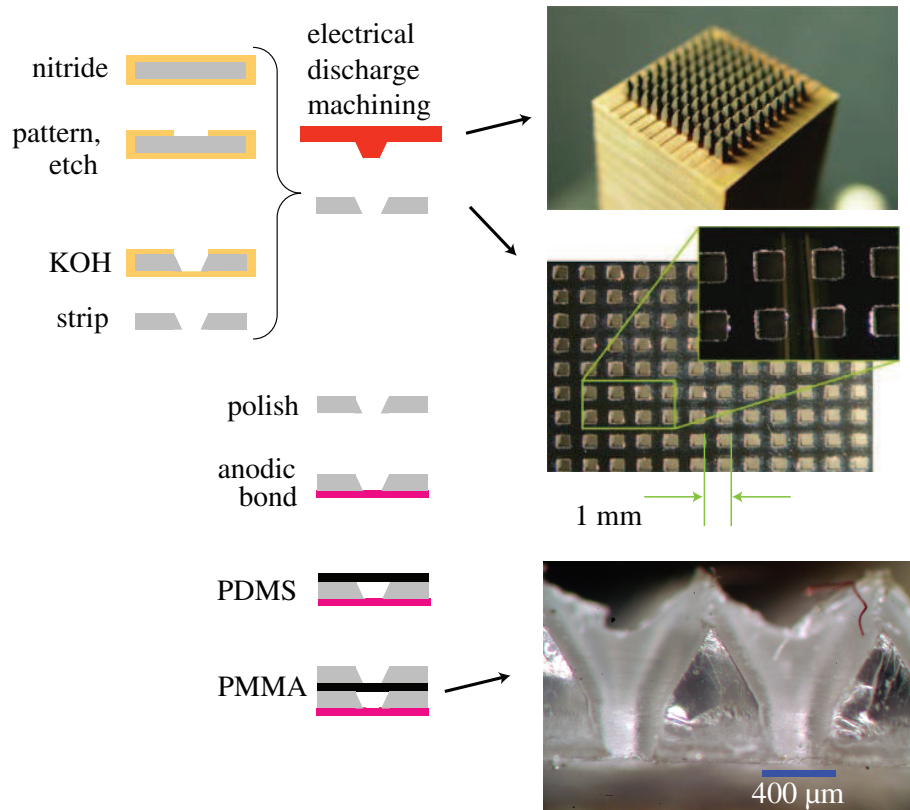 nitride
pattern,
etch
KOH
strip
electrical
discharge
machining
polish
anodic
bond
PDMS
PMMA
1 mm
400 μm